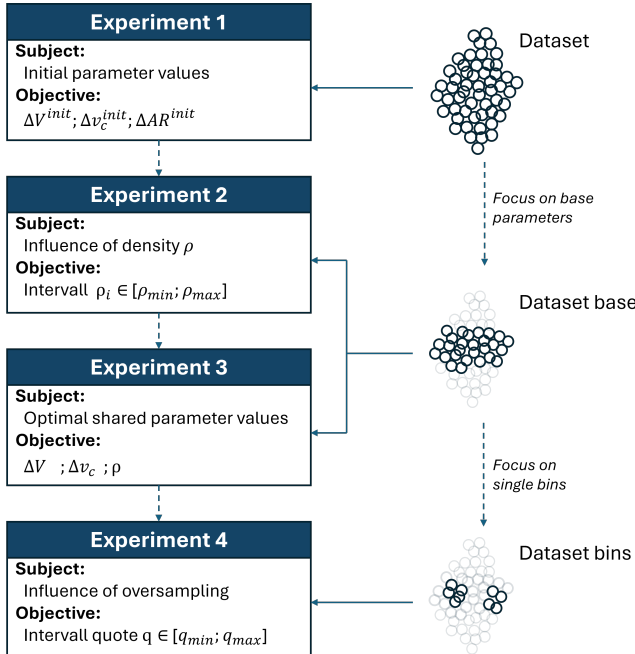 Experiment 1
Subject:
Initial parameter values
Objective:
ΔV^init; Δv_c^init; ΔAR^init
Dataset
Experiment 2
Subject:
Influence of density ρ
Objective:
Intervall ρ_i ∈ [ρ_min; ρ_max]
Focus on base
parameters
Dataset base
Experiment 3
Subject:
Optimal shared parameter values
Objective:
ΔV ; Δv_c ; ρ
Focus on
single bins
Experiment 4
Subject:
Influence of oversampling
Objective:
Intervall quote q ∈ [q_min; q_max]
Dataset bins